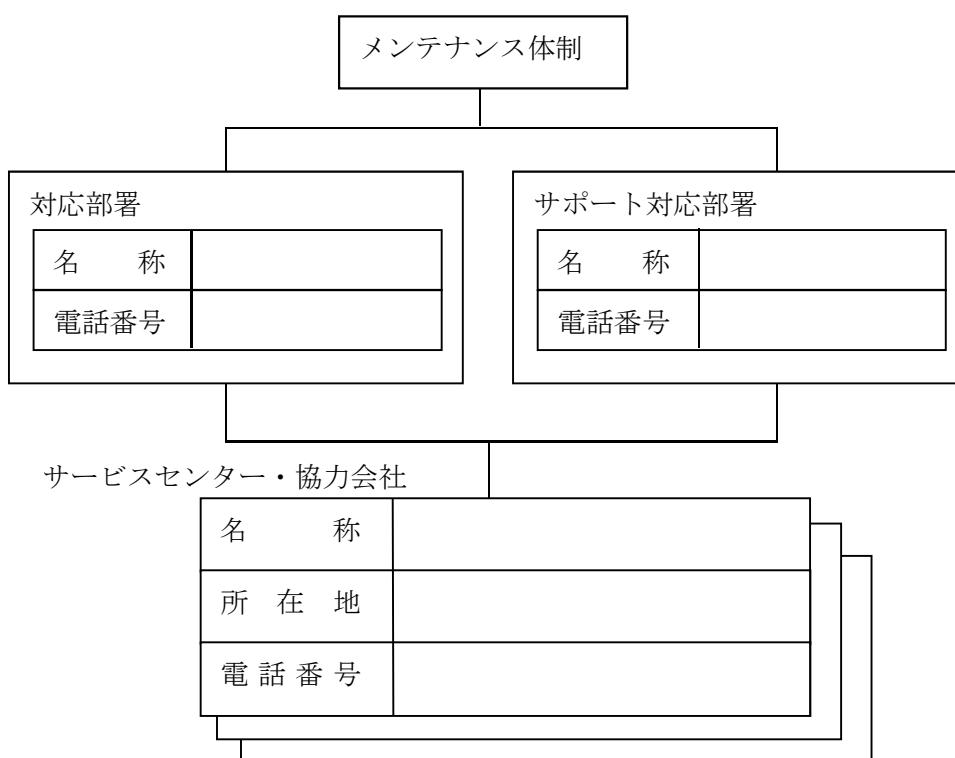 メンテナンス体制
対応部署
名　　称
電話番号
サポート対応部署
名　　称
電話番号
サービスセンター・協力会社
名　　　称
所　在　地
電 話 番 号